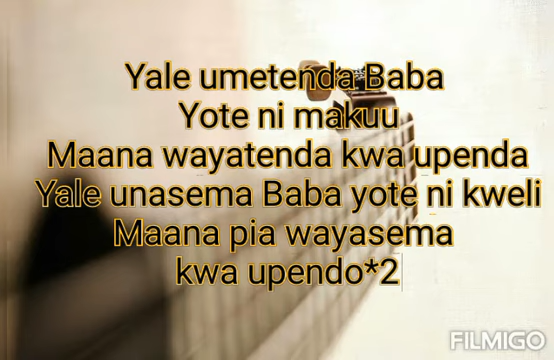 Yale umetenda Baba
Yote ni makuu
Maana wayatenda kwa upenda
Yale unasema Baba yote ni kweli
Maana pia wayasema
kwa upendo*2
FILMIGO